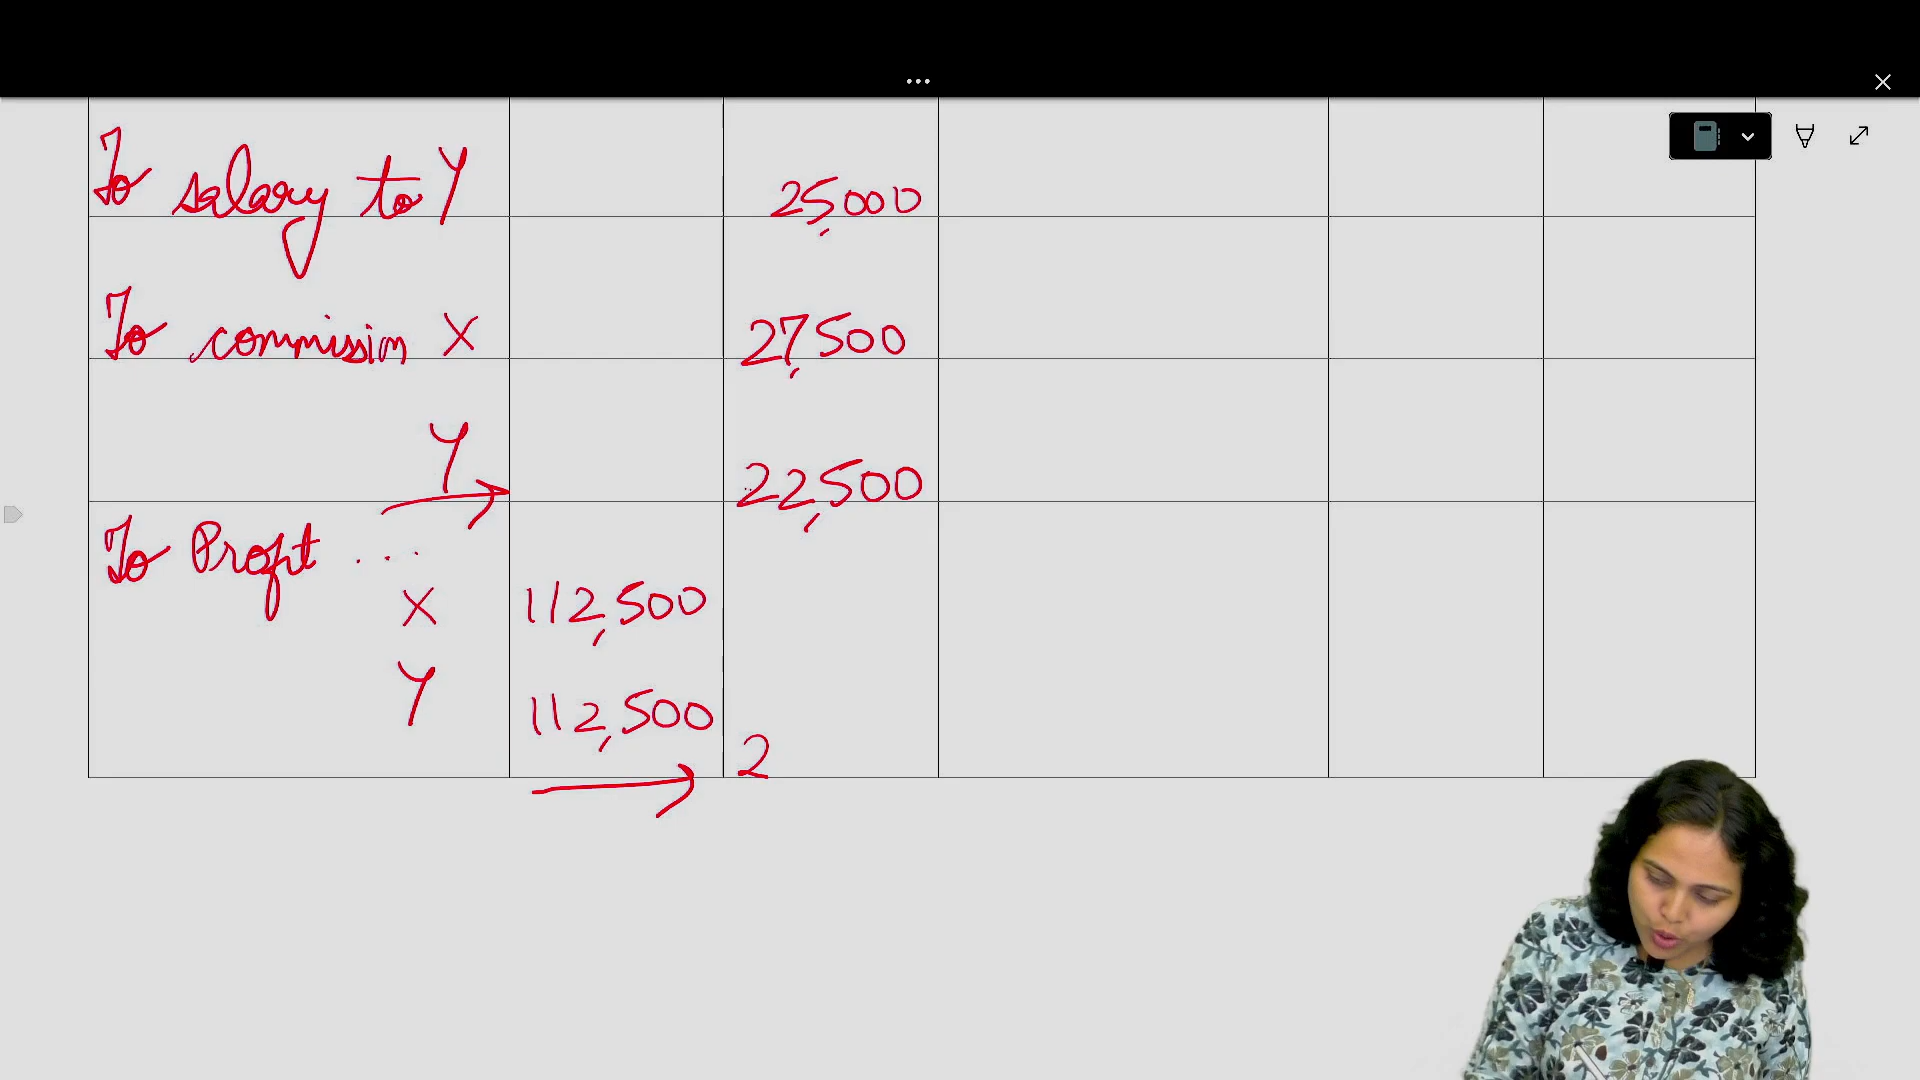 To salary to Y 25,000
To commission X 27,500
Y 22,500
To Profit ...
X 112,500
Y 112,500
2